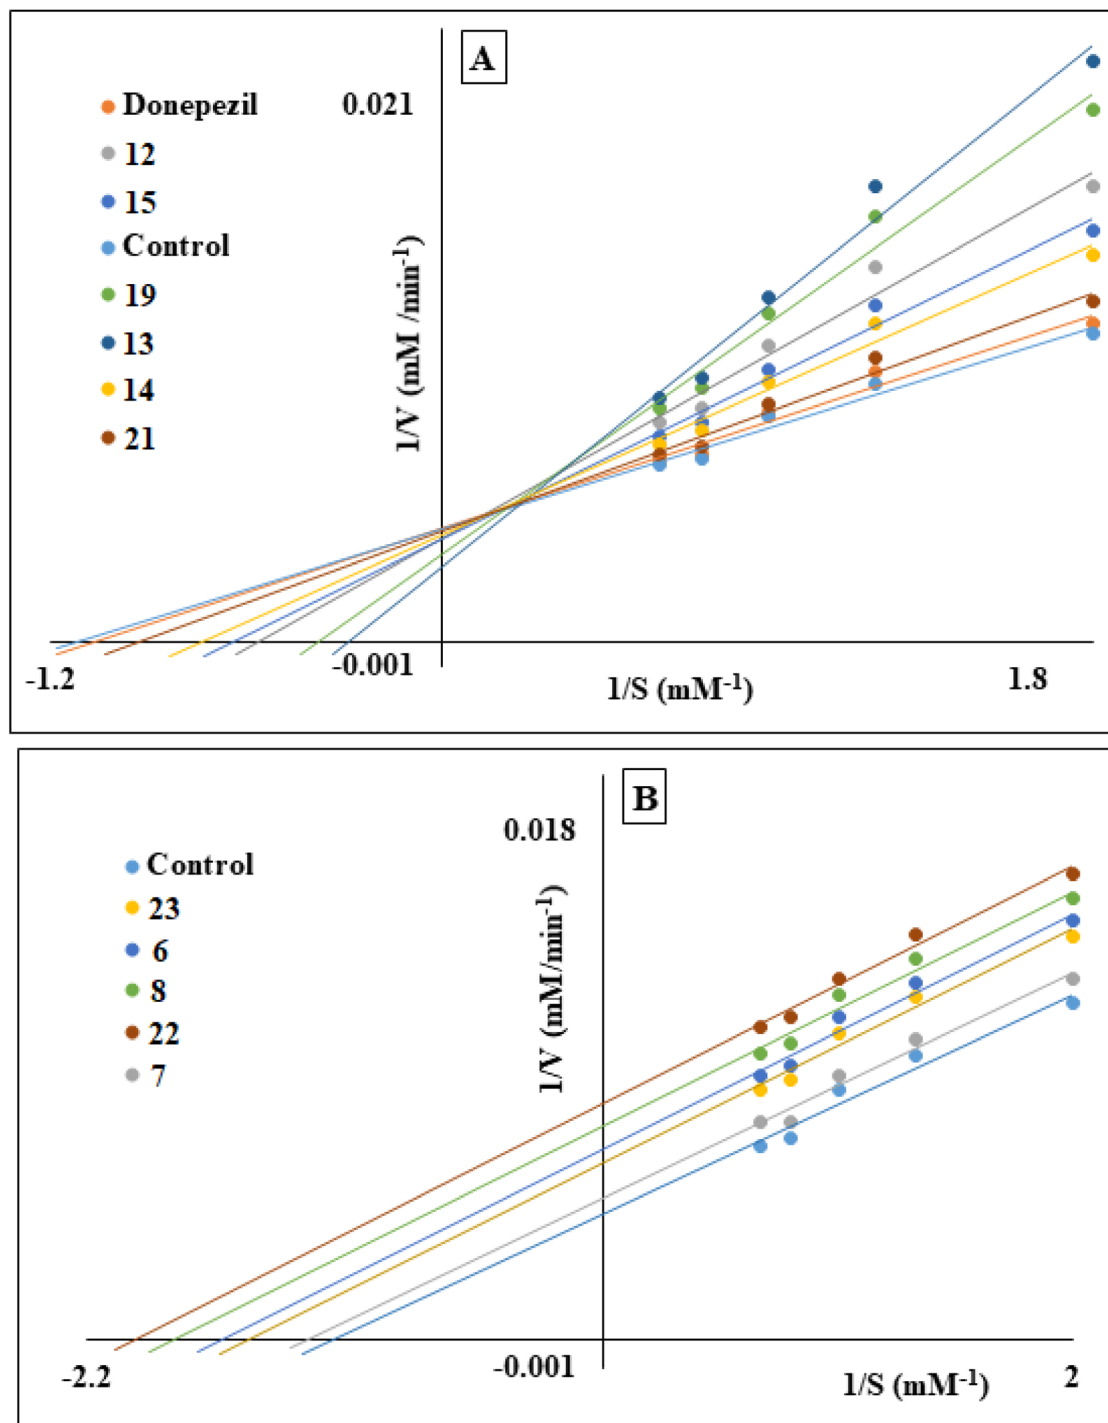 A
Donepezil
12
15
Control
19
13
14
21
0.021
1/V (mM /min-1)
-0.001
-1.2
1/S (mM-1)
1.8
B
Control
23
6
8
22
7
0.018
1/V (mM/min-1)
-0.001
-2.2
1/S (mM-1)
2